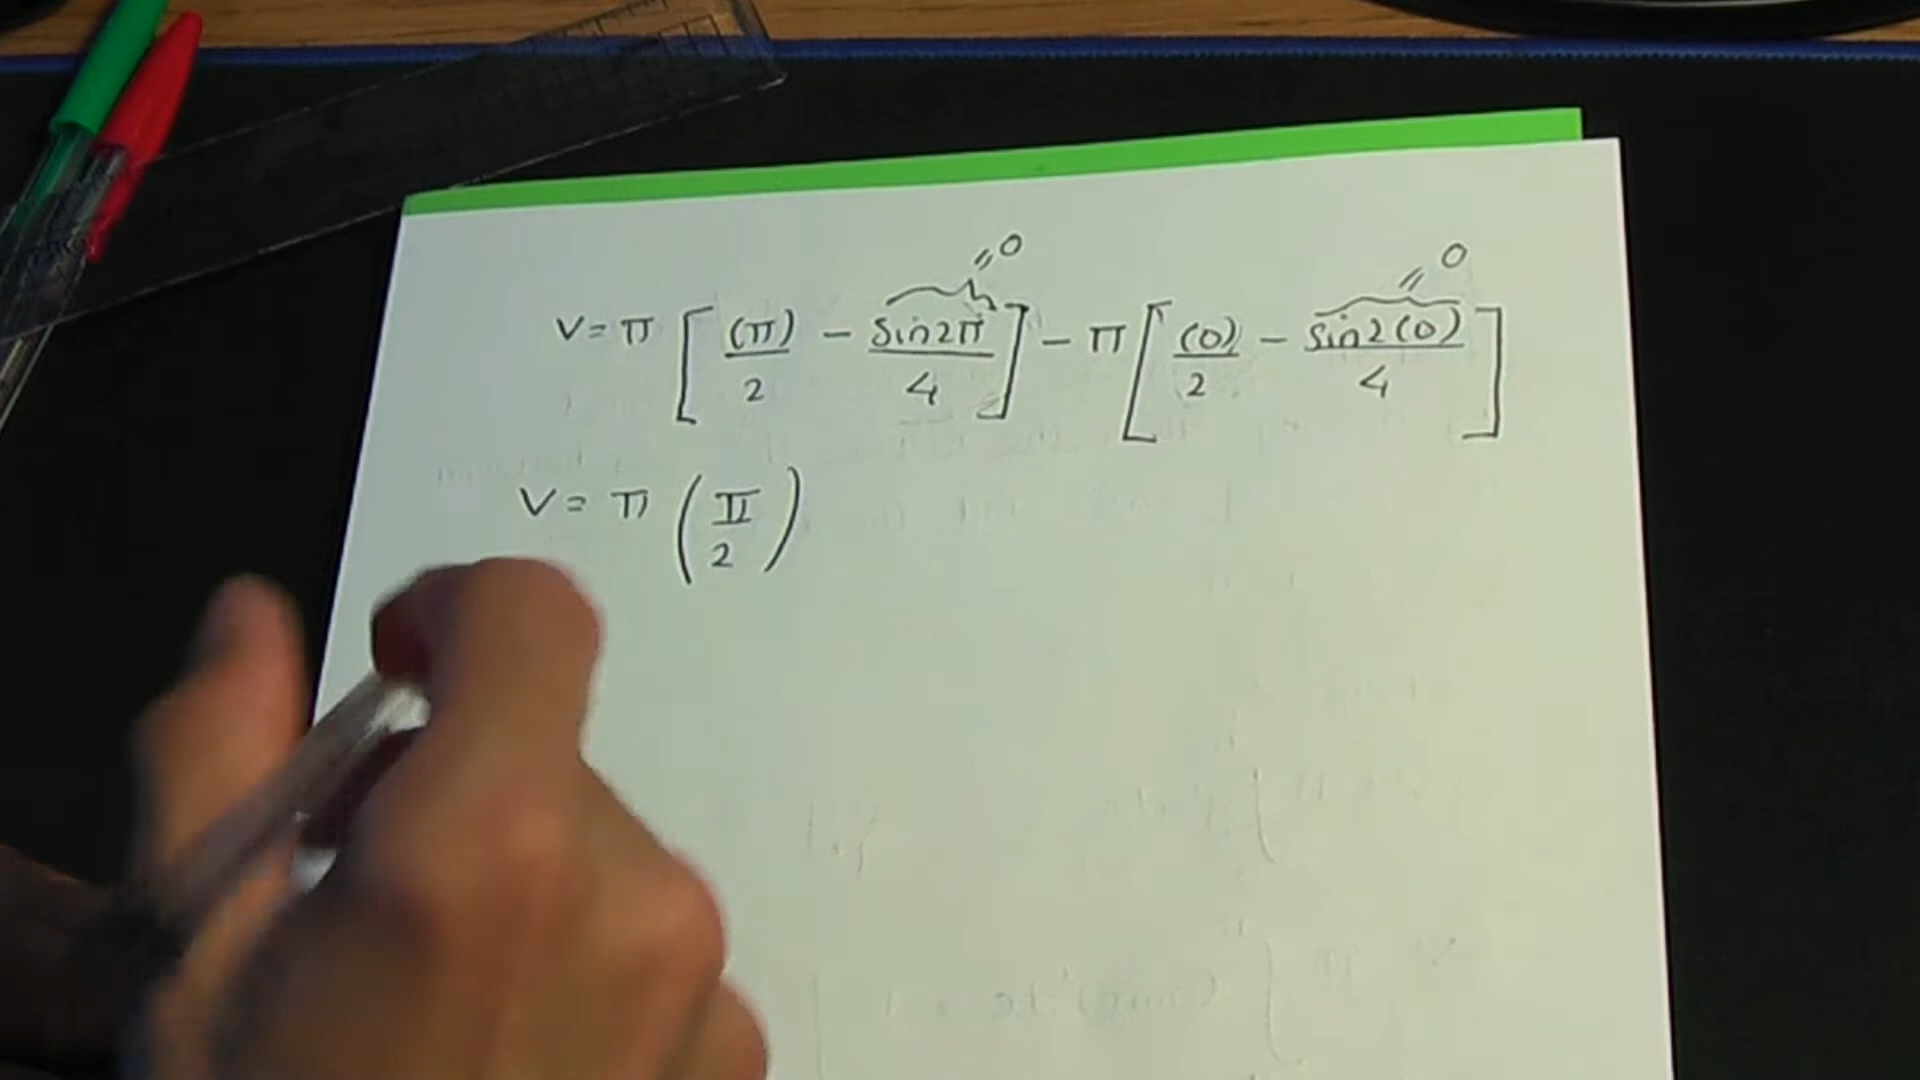 =0 =0
V = π [ (π)/2 - Sin2π/4 ] - π [ (0)/2 - Sin2(0)/4 ]
V = π ( π/2 )